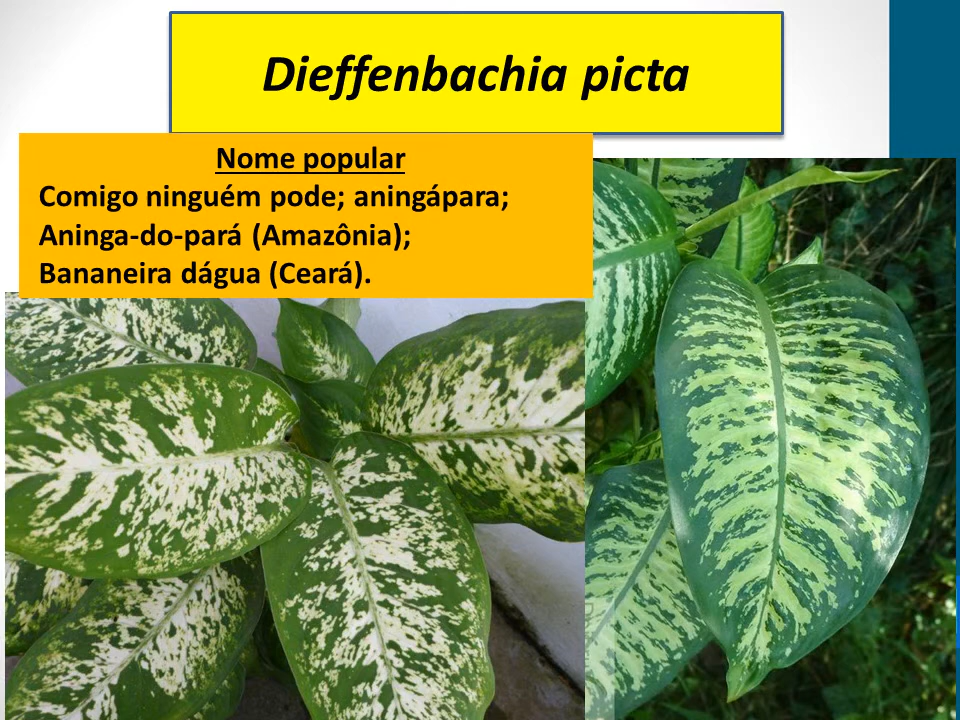 Dieffenbachia picta
Nome popular
Comigo ninguém pode; aningápara;
Aninga-do-pará (Amazônia);
Bananeira dágua (Ceará).